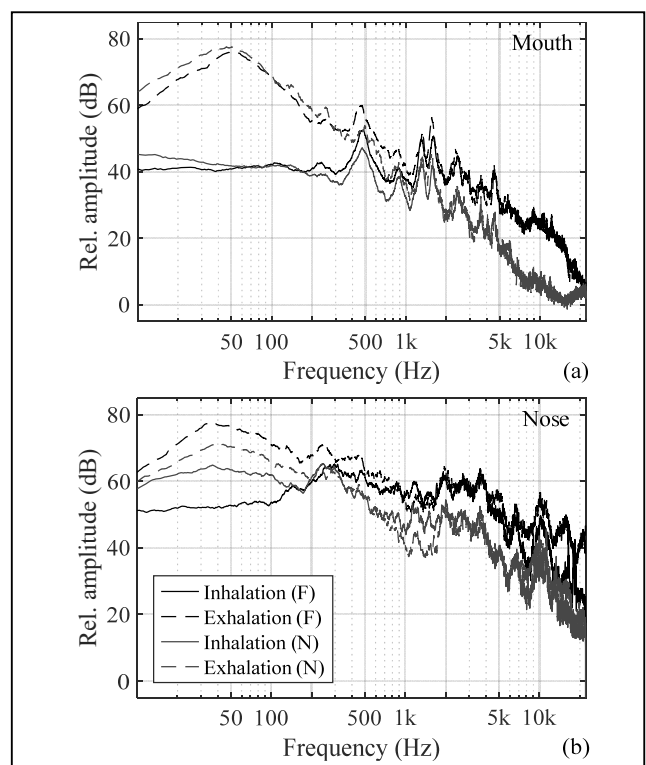 Mouth
80
60
40
20
0
Rel. amplitude (dB)
50 100 500 1k 5k 10k
Frequency (Hz)
(a)
Nose
80
60
40
20
0
Rel. amplitude (dB)
Inhalation (F)
Exhalation (F)
Inhalation (N)
Exhalation (N)
50 100 500 1k 5k 10k
Frequency (Hz)
(b)